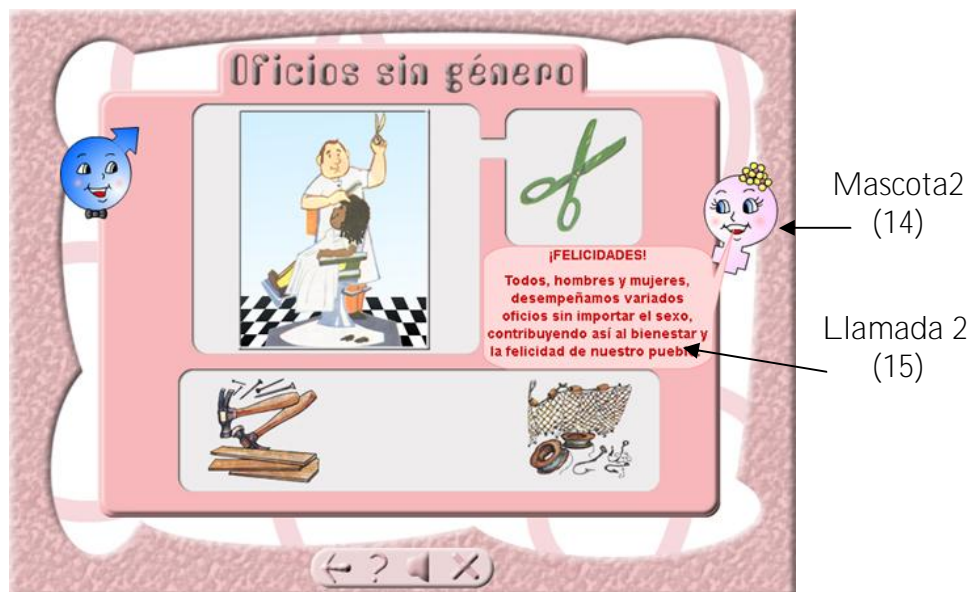 Oficios sin género
¡FELICIDADES!
Todos, hombres y mujeres,
desempeñamos variados
oficios sin importar el sexo,
contribuyendo así al bienestar y
la felicidad de nuestro pueblo
Mascota2
(14)
Llamada 2
(15)
?